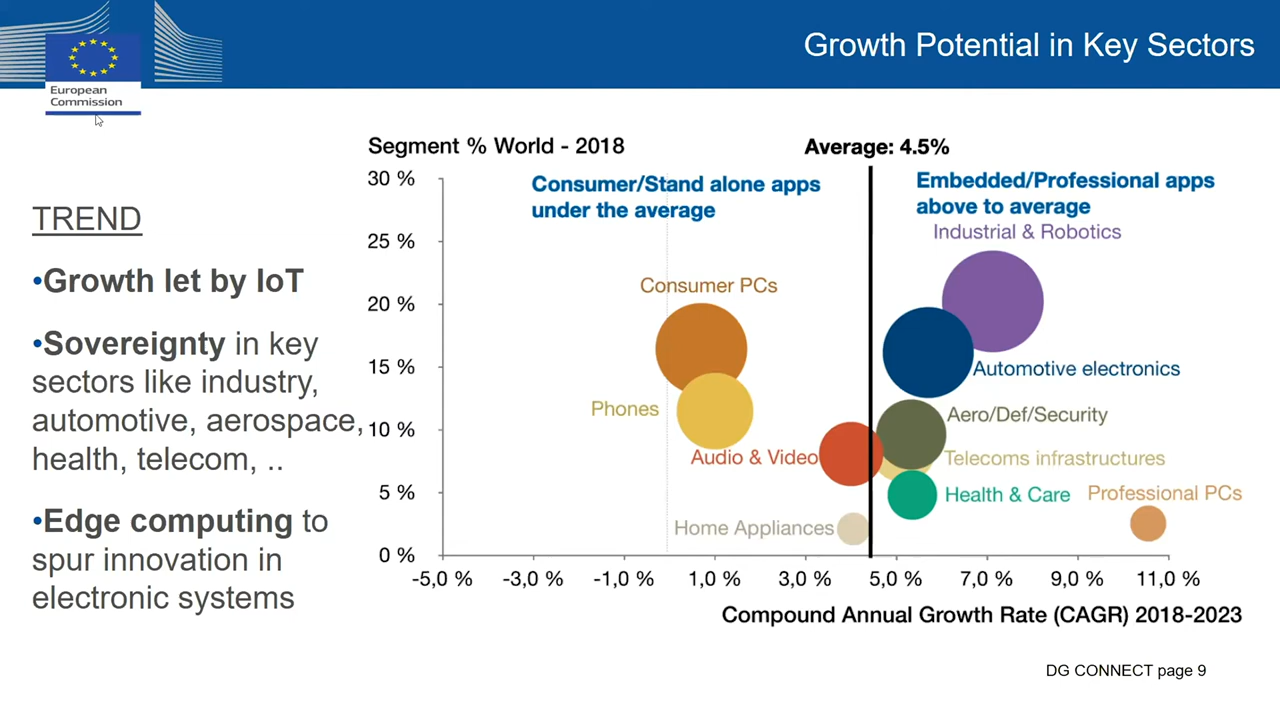 European
Commission
Growth Potential in Key Sectors
TREND
•Growth let by IoT
•Sovereignty in key
sectors like industry,
automotive, aerospace,
health, telecom, ..
•Edge computing to
spur innovation in
electronic systems
Segment % World - 2018
Average: 4.5%
Consumer/Stand alone apps
under the average
Embedded/Professional apps
above to average
30 %
25 %
20 %
15 %
10 %
5 %
0 %
Industrial & Robotics
Consumer PCs
Automotive electronics
Phones
Aero/Def/Security
Audio & Video
Telecoms infrastructures
Health & Care
Professional PCs
Home Appliances
-5,0 % -3,0 % -1,0 % 1,0 % 3,0 % 5,0 % 7,0 % 9,0 % 11,0 %
Compound Annual Growth Rate (CAGR) 2018-2023
DG CONNECT page 9